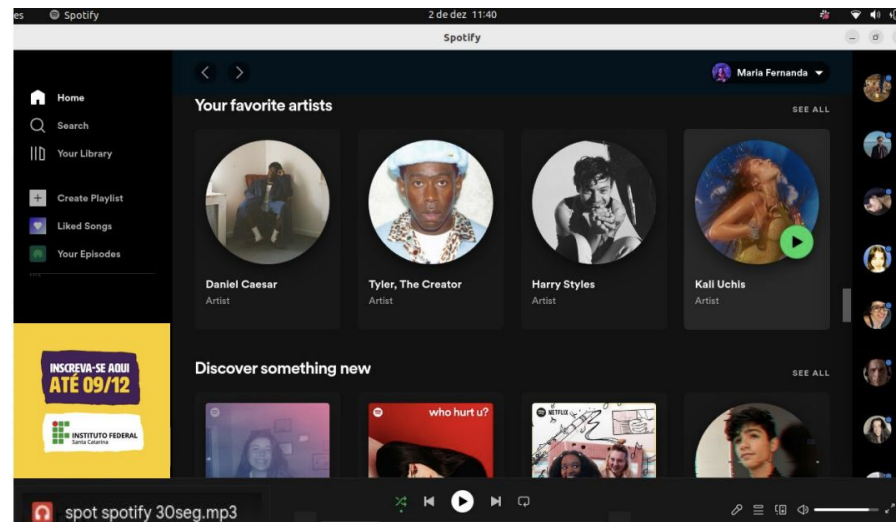 es Spotify
2 de dez 11:40
Spotify
Maria Fernanda
Home
Search
Your Library
Create Playlist
Liked Songs
Your Episodes
Your favorite artists
SEE ALL
Daniel Caesar
Artist
Tyler, The Creator
Artist
Harry Styles
Artist
Kali Uchis
Artist
Discover something new
SEE ALL
who hurt u?
NETFLIX
INSCREVA-SE AQUI
ATÉ 09/12
INSTITUTO FEDERAL
Santa Catarina
spot spotify 30seg.mp3